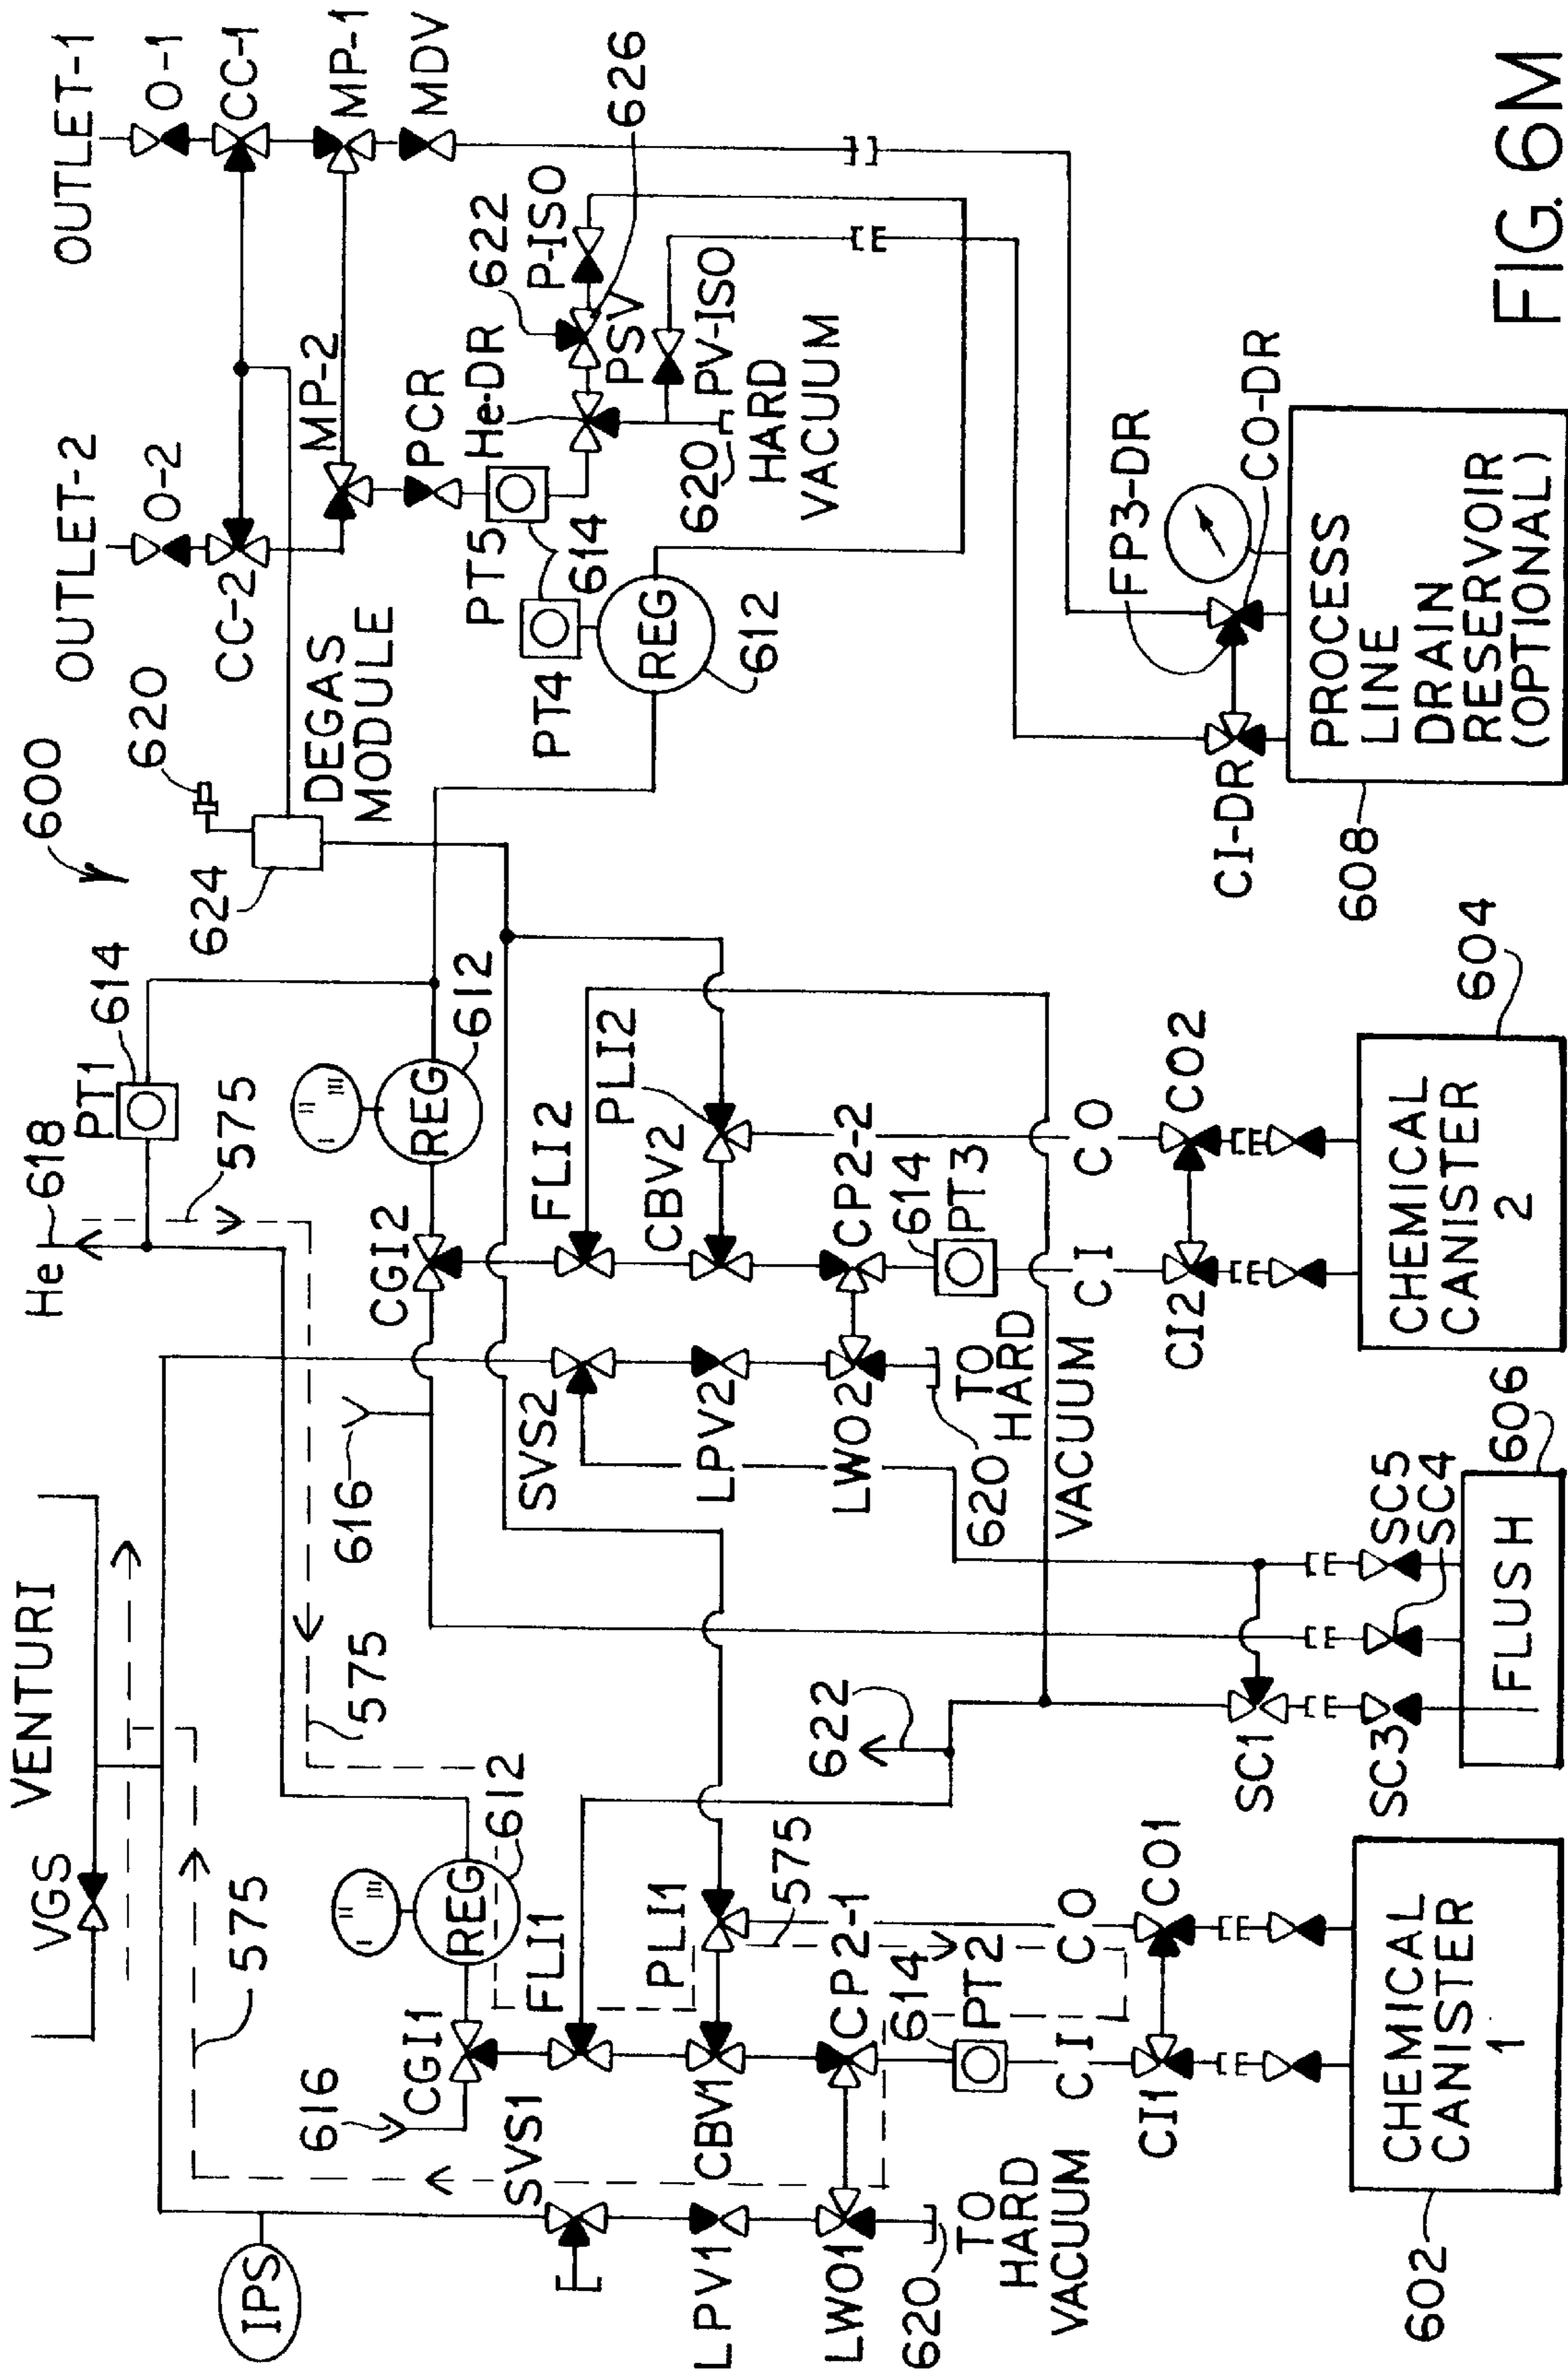 OUTLET-1
O-1
CC-1
MP-1
MDV
626
OUTLET-2
O-2
CC-2
MP-2
PCR
He-DR
622
P-ISO
PSV
PV-ISO
620
HARD
VACUUM
PT5
614
PT4
REG
612
600
620
624
DEGAS
MODULE
FP3-DR
CO-DR
CI-DR
PROCESS
LINE
DRAIN
RESERVOIR
(OPTIONAL)
608
FIG. 6M
He
618
PT1
614
575
REG
612
CGI2
FLI2
PLI2
CBV2
CP2-2
614
PT3
CI
CO
CO2
CI2
CHEMICAL
CANISTER
2
604
SVS2
LPV2
LWO2
620
TO
HARD
VACUUM
616
575
VENTURI
VGS
575
622
SC1
SC3
SC5
SC4
606
FLUSH
REG
612
CGI1
616
FLI1
PLI1
575
SVS1
CBV1
CP2-1
614
PT2
CI
CO
CO1
CI1
LPV1
LWO1
620
TO
HARD
VACUUM
IPS
CHEMICAL
CANISTER
1
602